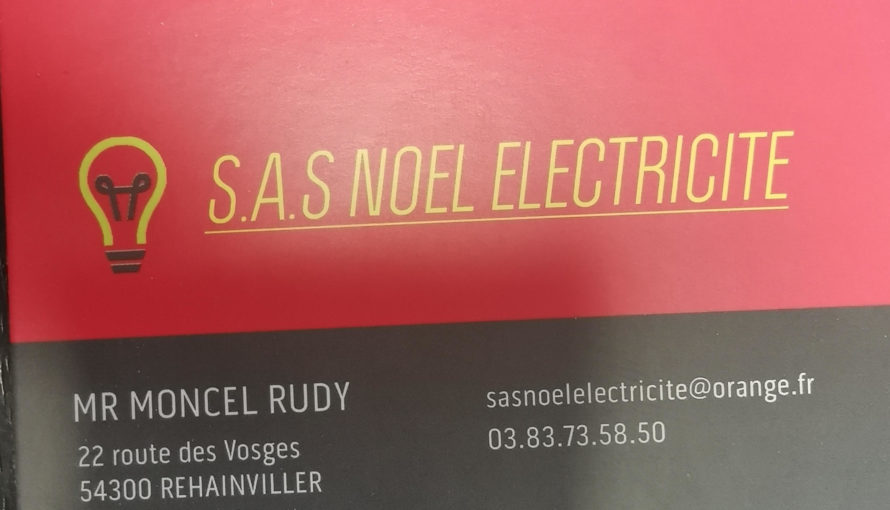 S.A.S NOEL ELECTRICITE
MR MONCEL RUDY
22 route des Vosges
54300 REHAINVILLER
sasnoelelectricite@orange.fr
03.83.73.58.50